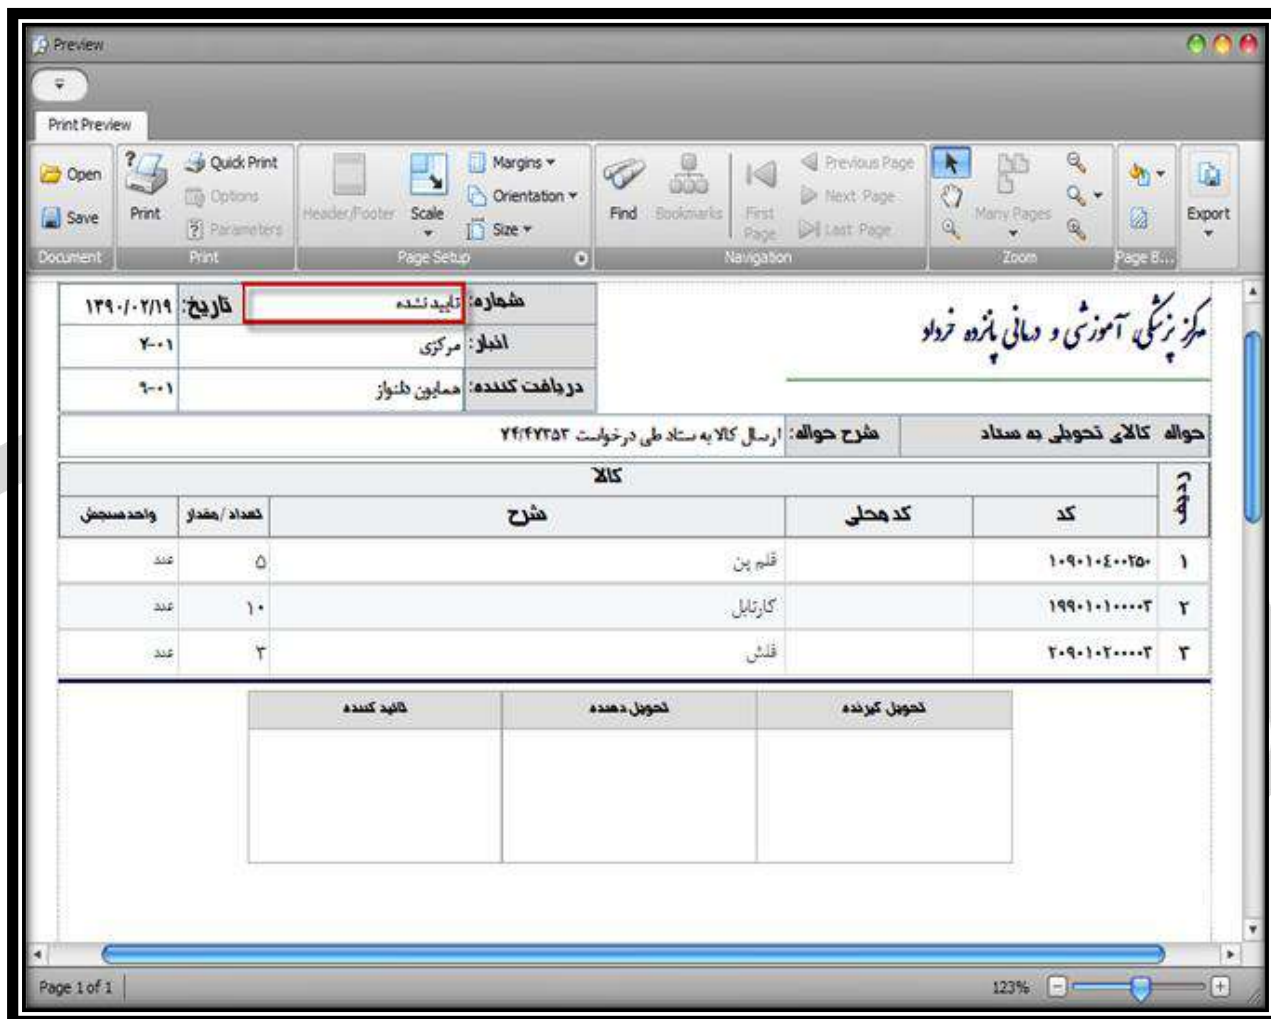 Preview
Print Preview
Open
Save
Document
Print
Quick Print
Options
Parameters
Print
Header/Footer
Scale
Margins
Orientation
Size
Page Setup
Find
Bookmarks
First Page
Previous Page
Next Page
Last Page
Navigation
Many Pages
Zoom
Page B...
Export
مرکز پزشکی، آموزشی و درمانی پانزده خرداد
شماره: تایید نشده تاریخ: ۱۳۹۰/۰۲/۱۹
انبار: مرکزی ۷-۰۰۱
دریافت کننده: همایون دلنواز ۹-۰۰۱
حواله کالای تحویلی به ستاد شرح حواله: ارسال کالا به ستاد طی درخواست ۷۴/۴۷۳۵۳
ردیف کالا
کد کد محلی شرح تعداد / مقدار واحد سنجش
۱ ۱۰۹۰۱۰٤۰۰۲۵۰ قلم پن ۵ عدد
۲ ۱۹۹۰۱۰۱۰۰۰۰۳ کارتابل ۱۰ عدد
۳ ۲۰۹۰۱۰۲۰۰۰۰۳ فلش ۳ عدد
تحویل گیرنده تحویل دهنده تائید کننده
Page 1 of 1
123%